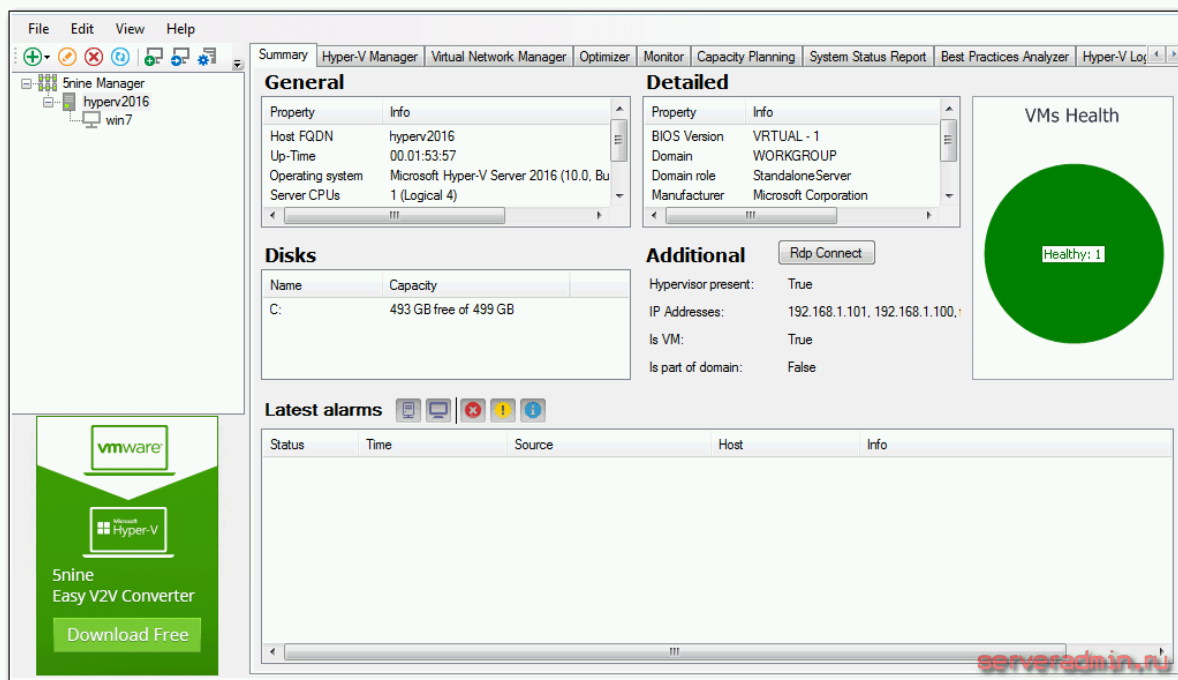 File Edit View Help
5nine Manager
hyperv2016
win7
Summary Hyper-V Manager Virtual Network Manager Optimizer Monitor Capacity Planning System Status Report Best Practices Analyzer Hyper-V Log
General
Property Info
Host FQDN hyperv2016
Up-Time 00.01:53:57
Operating system Microsoft Hyper-V Server 2016 (10.0, Bu
Server CPUs 1 (Logical 4)
Detailed
Property Info
BIOS Version VRTUAL - 1
Domain WORKGROUP
Domain role StandaloneServer
Manufacturer Microsoft Corporation
VMs Health
Healthy: 1
Disks
Name Capacity
C: 493 GB free of 499 GB
Additional Rdp Connect
Hypervisor present: True
IP Addresses: 192.168.1.101, 192.168.1.100,
Is VM: True
Is part of domain: False
Latest alarms
Status Time Source Host Info
vmware
Microsoft
Hyper-V
5nine
Easy V2V Converter
Download Free
serveradmin.ru